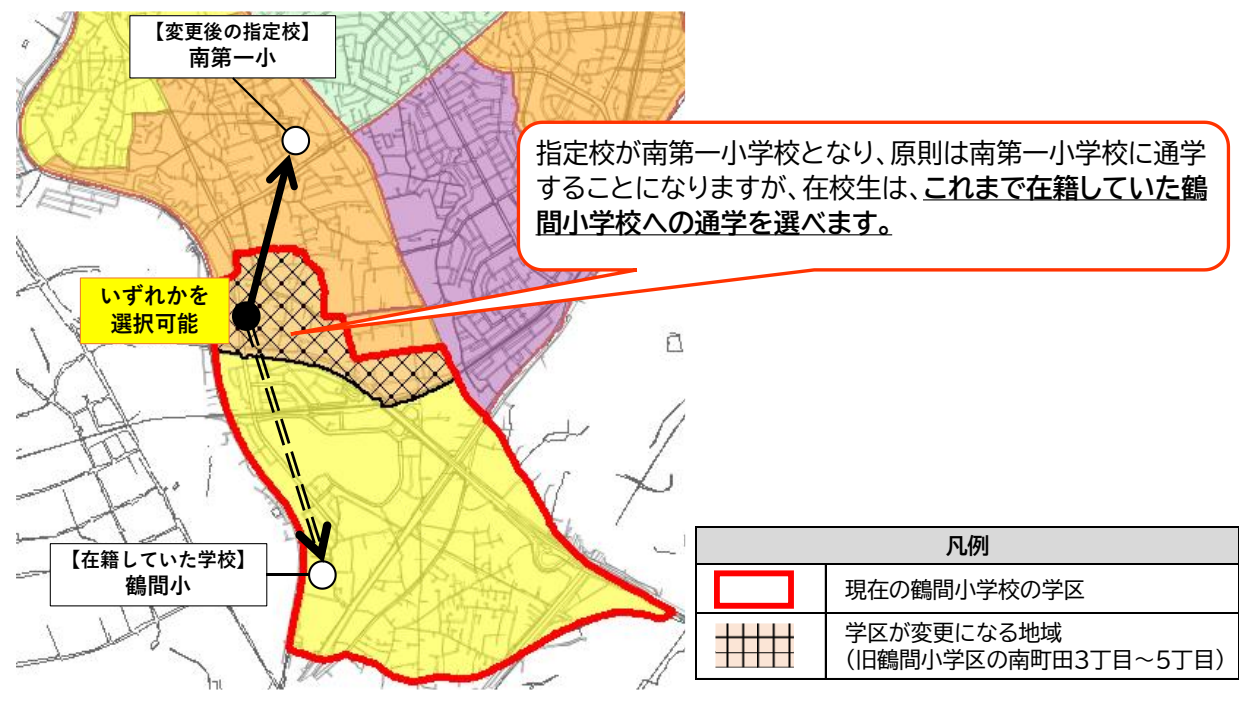 【変更後の指定校】
南第一小
指定校が南第一小学校となり、原則は南第一小学校に通学
することになりますが、在校生は、これまで在籍していた鶴
間小学校への通学を選べます。
いずれかを
選択可能
【在籍していた学校】
鶴間小
凡例
現在の鶴間小学校の学区
学区が変更になる地域
（旧鶴間小学区の南町田３丁目～５丁目）